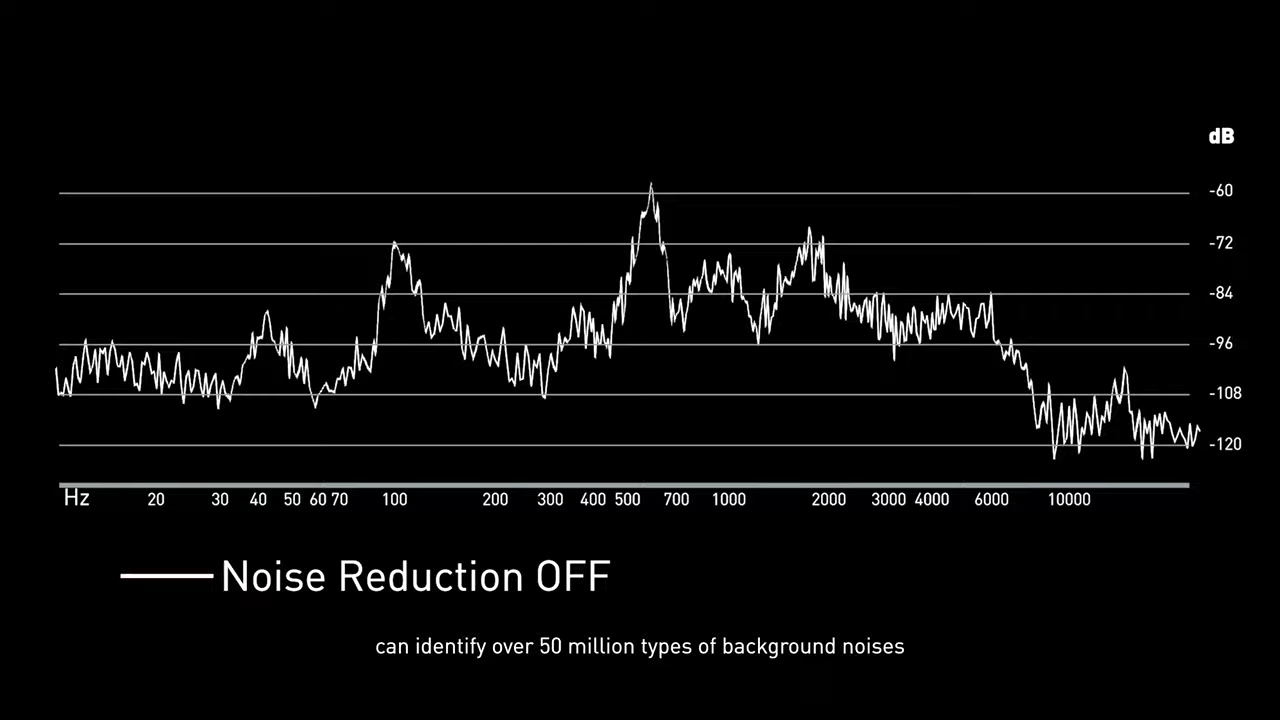 dB
-60
-72
-84
-96
-108
-120
Hz 20 30 40 50 60 70 100 200 300 400 500 700 1000 2000 3000 4000 6000 10000
Noise Reduction OFF
can identify over 50 million types of background noises